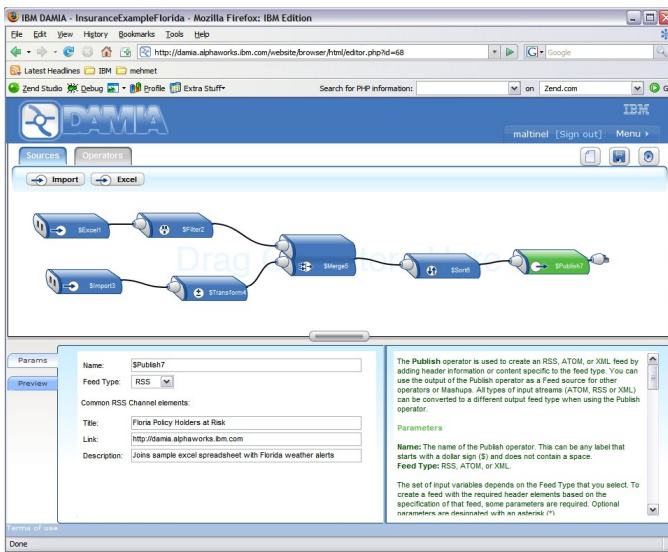 IBM DAMIA - InsuranceExampleFlorida - Mozilla Firefox: IBM Edition
File Edit View History Bookmarks Tools Help
http://damia.alphaworks.ibm.com/website/browser/html/editor.php?id=68
G Google
Latest Headlines IBM mehmet
Zend Studio Debug Profile Extra Stuff Search for PHP information: on Zend.com G
DAMIA
IBM
maltinel [Sign out] Menu
Sources Operators
Import Excel
Drag Operators Here
$Excel1 $Filter2
$Merge5 $Sort6 $Publish7
$Import3 $Transform4
Params
Preview
Name: $Publish7
Feed Type: RSS
Common RSS Channel elements:
Title: Floria Policy Holders at Risk
Link: http://damia.alphaworks.ibm.com
Description: Joins sample excel spreadsheet with Florida weather alerts
The Publish operator is used to create an RSS, ATOM, or XML feed by
adding header information or content specific to the feed type. You can
use the output of the Publish operator as a Feed source for other
operators or Mashups. All types of input streams (ATOM, RSS or XML)
can be converted to a different output feed type when using the Publish
operator.
Parameters
Name: The name of the Publish operator. This can be any label that
starts with a dollar sign ($) and does not contain a space.
Feed Type: RSS, ATOM, or XML.
The set of input variables depends on the Feed Type that you select. To
create a feed with the required header elements based on the
specification of that feed, some parameters are required. Optional
parameters are designated with an asterisk (*)
Terms of use
Done